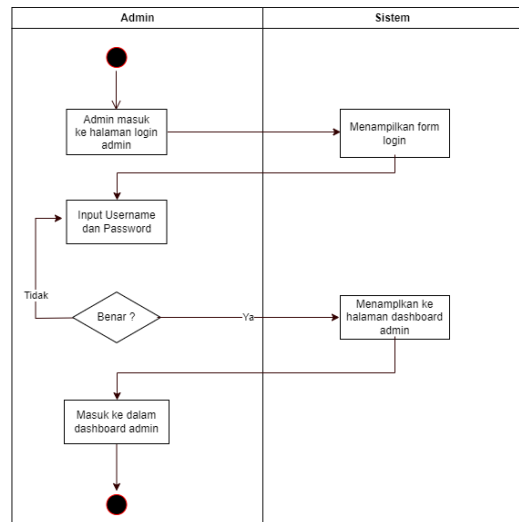 Admin
Sistem
Admin masuk
ke halaman login
admin
Menampilkan form
login
Input Username
dan Password
Tidak
Benar ?
Ya
Menamplkan ke
halaman dashboard
admin
Masuk ke dalam
dashboard admin